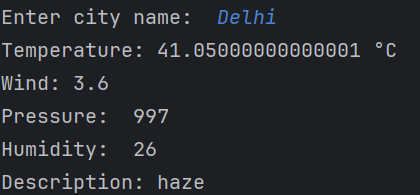 Enter city name:  Delhi
Temperature: 41.05000000000001 °C
Wind: 3.6
Pressure:  997
Humidity:  26
Description: haze